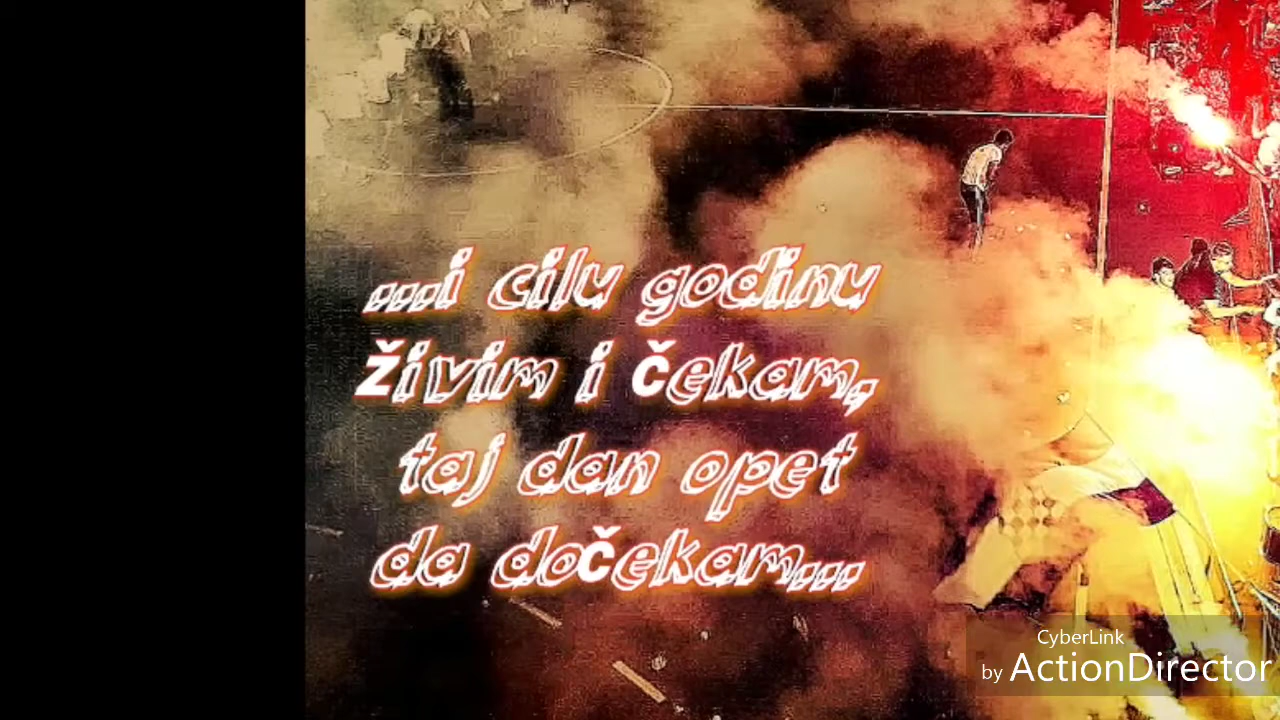 ....i cilu godinu
živim i čekam,
taj dan opet
da dočekam...
CyberLink
by ActionDirector